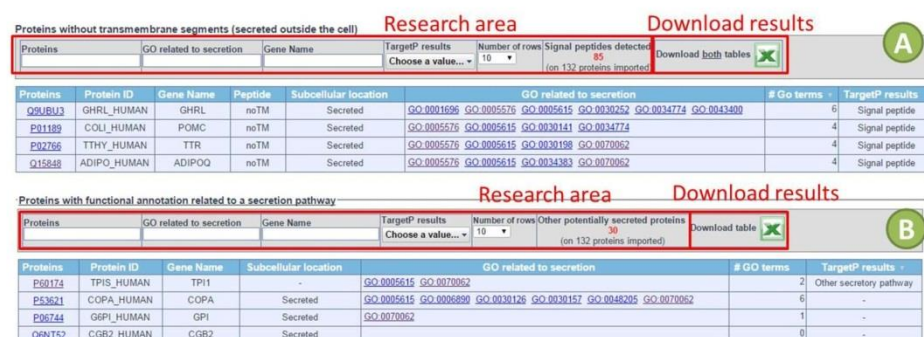 Research area Download results
Proteins without transmembrane segments (secreted outside the cell)
A
Proteins GO related to secretion Gene Name TargetP results Number of rows Signal peptides detected
Choose a value... 10 85
(on 132 proteins imported)
Download both tables
Proteins Protein ID Gene Name Peptide Subcellular location GO related to secretion # Go terms TargetP results
Q9UBU3 GHRL_HUMAN GHRL noTM Secreted GO:0001696 GO:0005576 GO:0005615 GO:0030252 GO:0034774 GO:0043400 6 Signal peptide
P01189 COLI_HUMAN POMC noTM Secreted GO:0005576 GO:0005615 GO:0030141 GO:0034774 4 Signal peptide
P02766 TTHY_HUMAN TTR noTM Secreted GO:0005576 GO:0005615 GO:0030198 GO:0070062 4 Signal peptide
Q15848 ADIPO_HUMAN ADIPOQ noTM Secreted GO:0005576 GO:0005615 GO:0034383 GO:0070062 4 Signal peptide
Research area Download results
Proteins with functional annotation related to a secretion pathway
B
Proteins GO related to secretion Gene Name TargetP results Number of rows Other potentially secreted proteins
Choose a value... 10 30
(on 132 proteins imported)
Download table
Proteins Protein ID Gene Name Subcellular location GO related to secretion # GO terms TargetP results
P60174 TPIS_HUMAN TPI1 - GO:0005615 GO:0070062 2 Other secretory pathway
P53621 COPA_HUMAN COPA Secreted GO:0005615 GO:0006890 GO:0030126 GO:0030157 GO:0048205 GO:0070062 6 -
P06744 G6PI_HUMAN GPI Secreted GO:0070062 1 -
Q6NT52 CGB2_HUMAN CGB2 Secreted 0 -